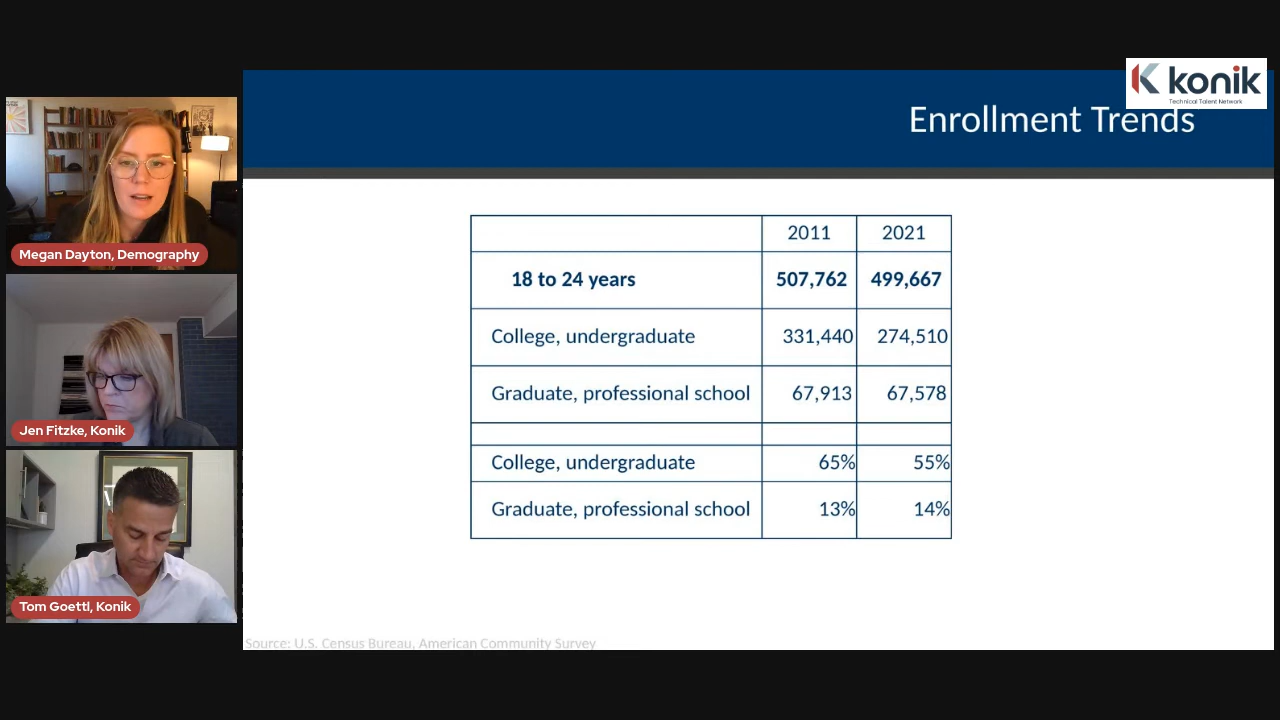 konik
Technical Talent Network
Enrollment Trends
Megan Dayton, Demography
Jen Fitzke, Konik
Tom Goettl, Konik
2011 2021
18 to 24 years 507,762 499,667
College, undergraduate 331,440 274,510
Graduate, professional school 67,913 67,578
College, undergraduate 65% 55%
Graduate, professional school 13% 14%
Source: U.S. Census Bureau, American Community Survey